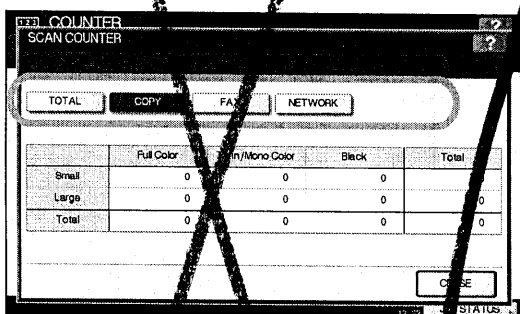 123 COUNTER ?
SCAN COUNTER ?
TOTAL COPY FAX NETWORK
Full Color Black Total
Small 0 0 0
Large 0 0 0 0
Total 0 0 0 0
STATUS